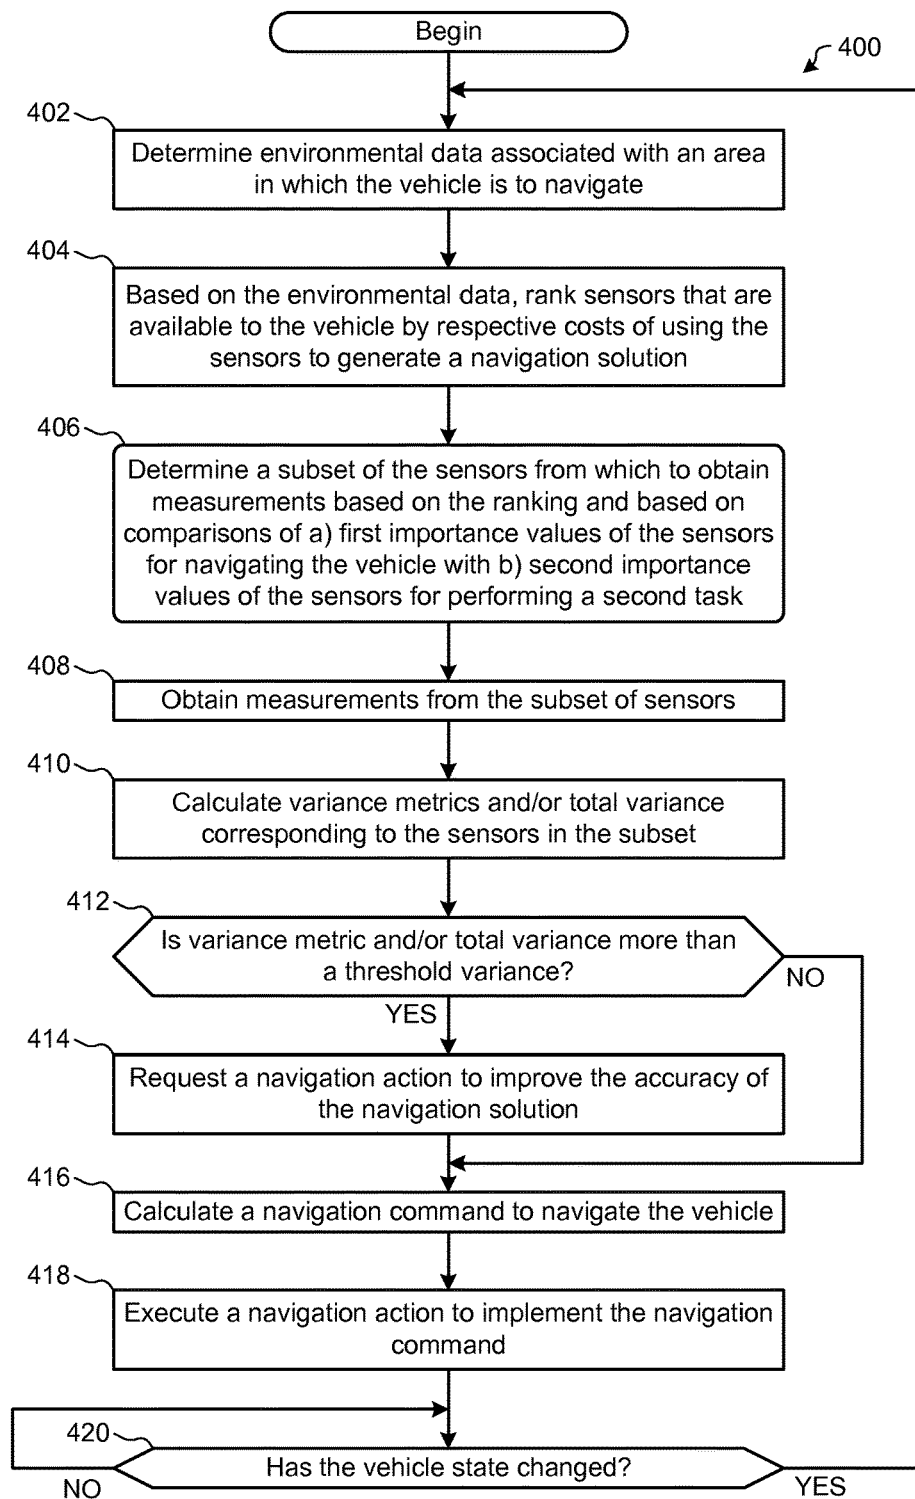 Begin
400
402
Determine environmental data associated with an area
in which the vehicle is to navigate
404
Based on the environmental data, rank sensors that are
available to the vehicle by respective costs of using the
sensors to generate a navigation solution
406
Determine a subset of the sensors from which to obtain
measurements based on the ranking and based on
comparisons of a) first importance values of the sensors
for navigating the vehicle with b) second importance
values of the sensors for performing a second task
408
Obtain measurements from the subset of sensors
410
Calculate variance metrics and/or total variance
corresponding to the sensors in the subset
412
Is variance metric and/or total variance more than
a threshold variance?
NO
YES
414
Request a navigation action to improve the accuracy of
the navigation solution
416
Calculate a navigation command to navigate the vehicle
418
Execute a navigation action to implement the navigation
command
420
Has the vehicle state changed?
NO
YES